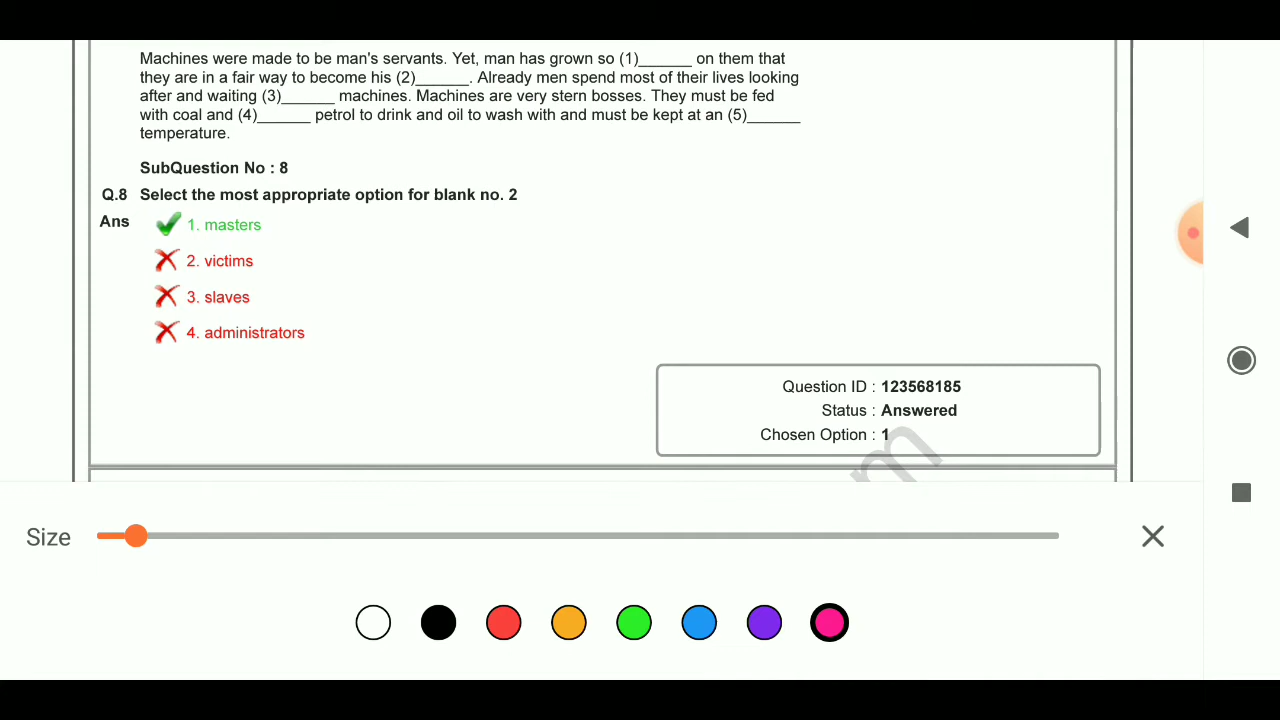 Machines were made to be man's servants. Yet, man has grown so (1)______ on them that
they are in a fair way to become his (2)______. Already men spend most of their lives looking
after and waiting (3)______ machines. Machines are very stern bosses. They must be fed
with coal and (4)______ petrol to drink and oil to wash with and must be kept at an (5)______
temperature.
SubQuestion No : 8
Q.8 Select the most appropriate option for blank no. 2
Ans 1. masters
2. victims
3. slaves
4. administrators
Question ID : 123568185
Status : Answered
Chosen Option : 1
m
Size